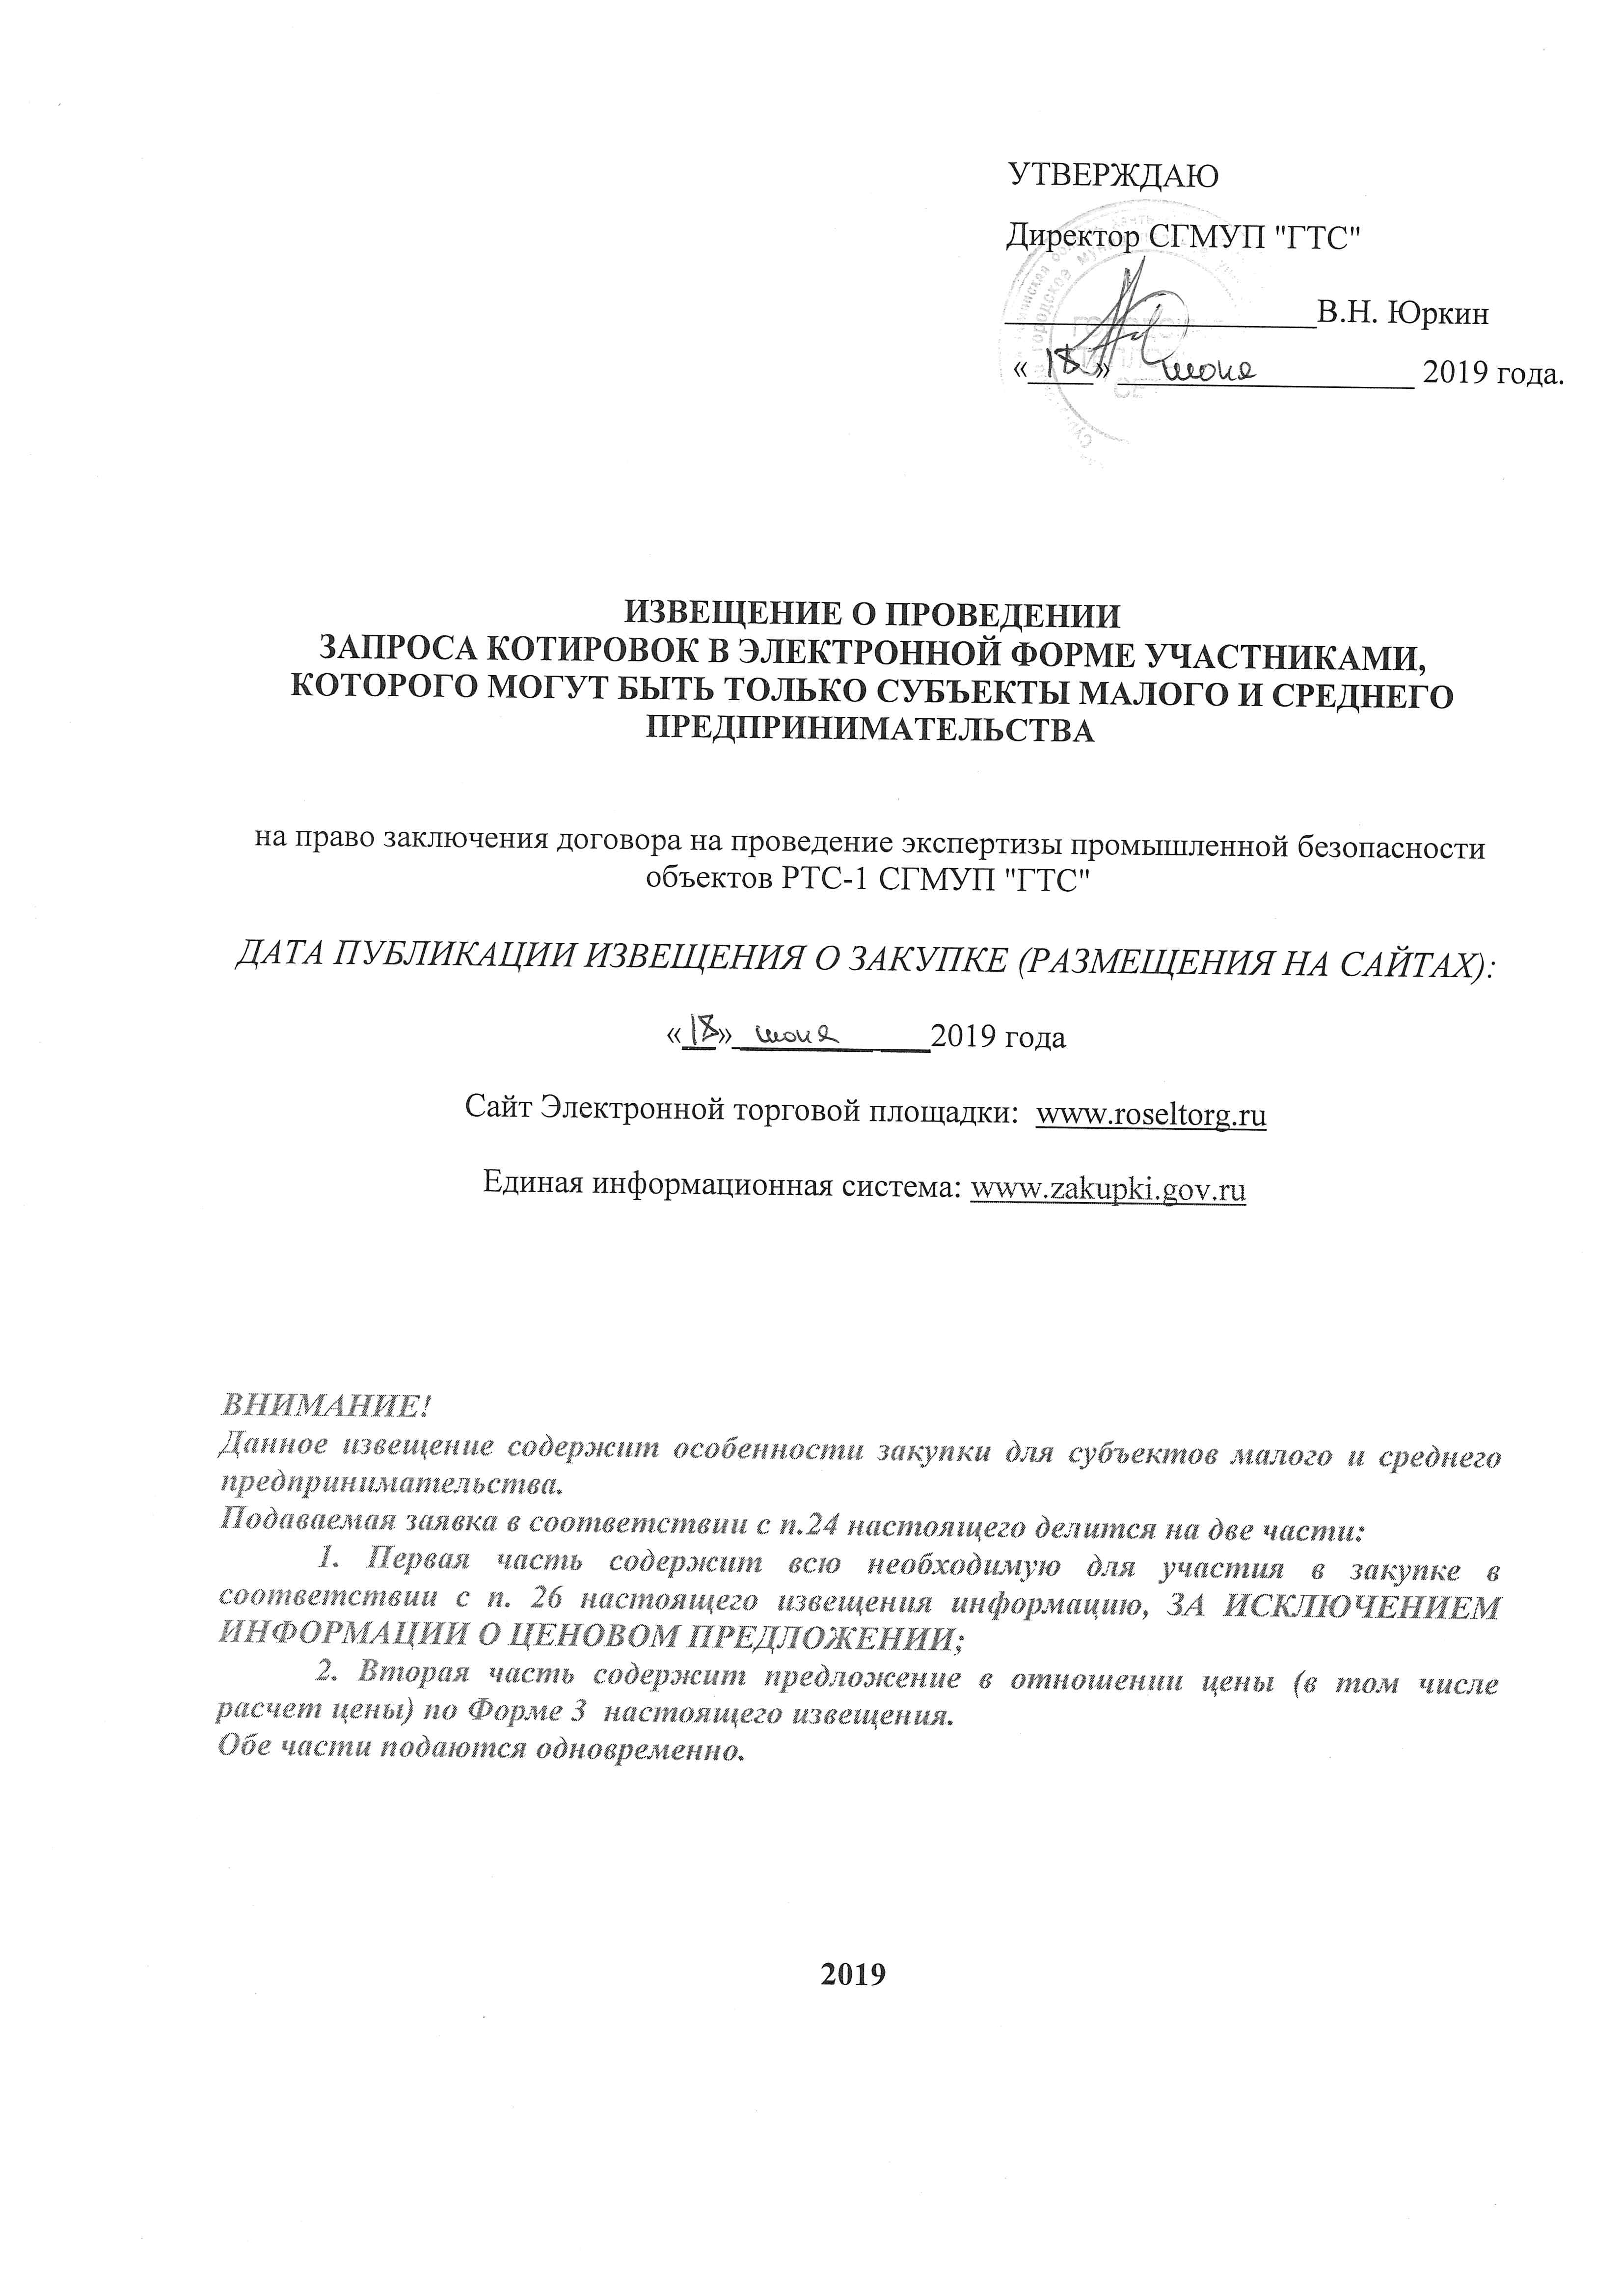 УТВЕРЖДАЮ
Директор СГМУП "ГТС"
В.Н. Юркин
«18» июня 2019 года.
ИЗВЕЩЕНИЕ О ПРОВЕДЕНИИ
ЗАПРОСА КОТИРОВОК В ЭЛЕКТРОННОЙ ФОРМЕ УЧАСТНИКАМИ,
КОТОРОГО МОГУТ БЫТЬ ТОЛЬКО СУБЪЕКТЫ МАЛОГО И СРЕДНЕГО
ПРЕДПРИНИМАТЕЛЬСТВА
на право заключения договора на проведение экспертизы промышленной безопасности
объектов РТС-1 СГМУП "ГТС"
ДАТА ПУБЛИКАЦИИ ИЗВЕЩЕНИЯ О ЗАКУПКЕ (РАЗМЕЩЕНИЯ НА САЙТАХ):
«18» июня 2019 года
Сайт Электронной торговой площадки: www.roseltorg.ru
Единая информационная система: www.zakupki.gov.ru
ВНИМАНИЕ!
Данное извещение содержит особенности закупки для субъектов малого и среднего
предпринимательства.
Подаваемая заявка в соответствии с п.24 настоящего делится на две части:
1. Первая часть содержит всю необходимую для участия в закупке в
соответствии с п. 26 настоящего извещения информацию, ЗА ИСКЛЮЧЕНИЕМ
ИНФОРМАЦИИ О ЦЕНОВОМ ПРЕДЛОЖЕНИИ;
2. Вторая часть содержит предложение в отношении цены (в том числе
расчет цены) по Форме 3 настоящего извещения.
Обе части подаются одновременно.
2019